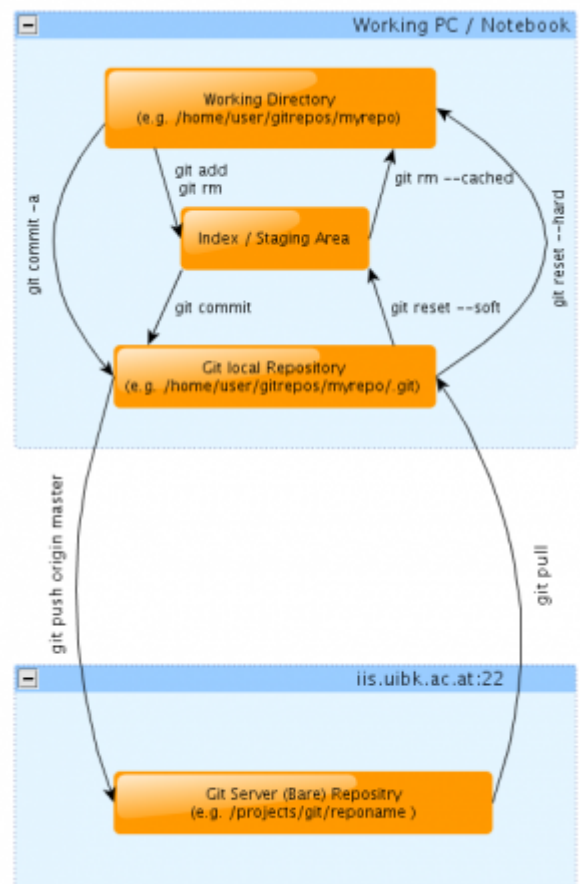 Working PC / Notebook
Working Directory
(e.g. /home/user/gitrepos/myrepo)
git add
git rm
git rm --cached
git commit -a
git reset --hard
Index / Staging Area
git commit
git reset --soft
Git local Repository
(e.g. /home/user/gitrepos/myrepo/.git)
git push origin master
git pull
iis.uibk.ac.at:22
Git Server (Bare) Repositry
(e.g. /projects/git/reponame )